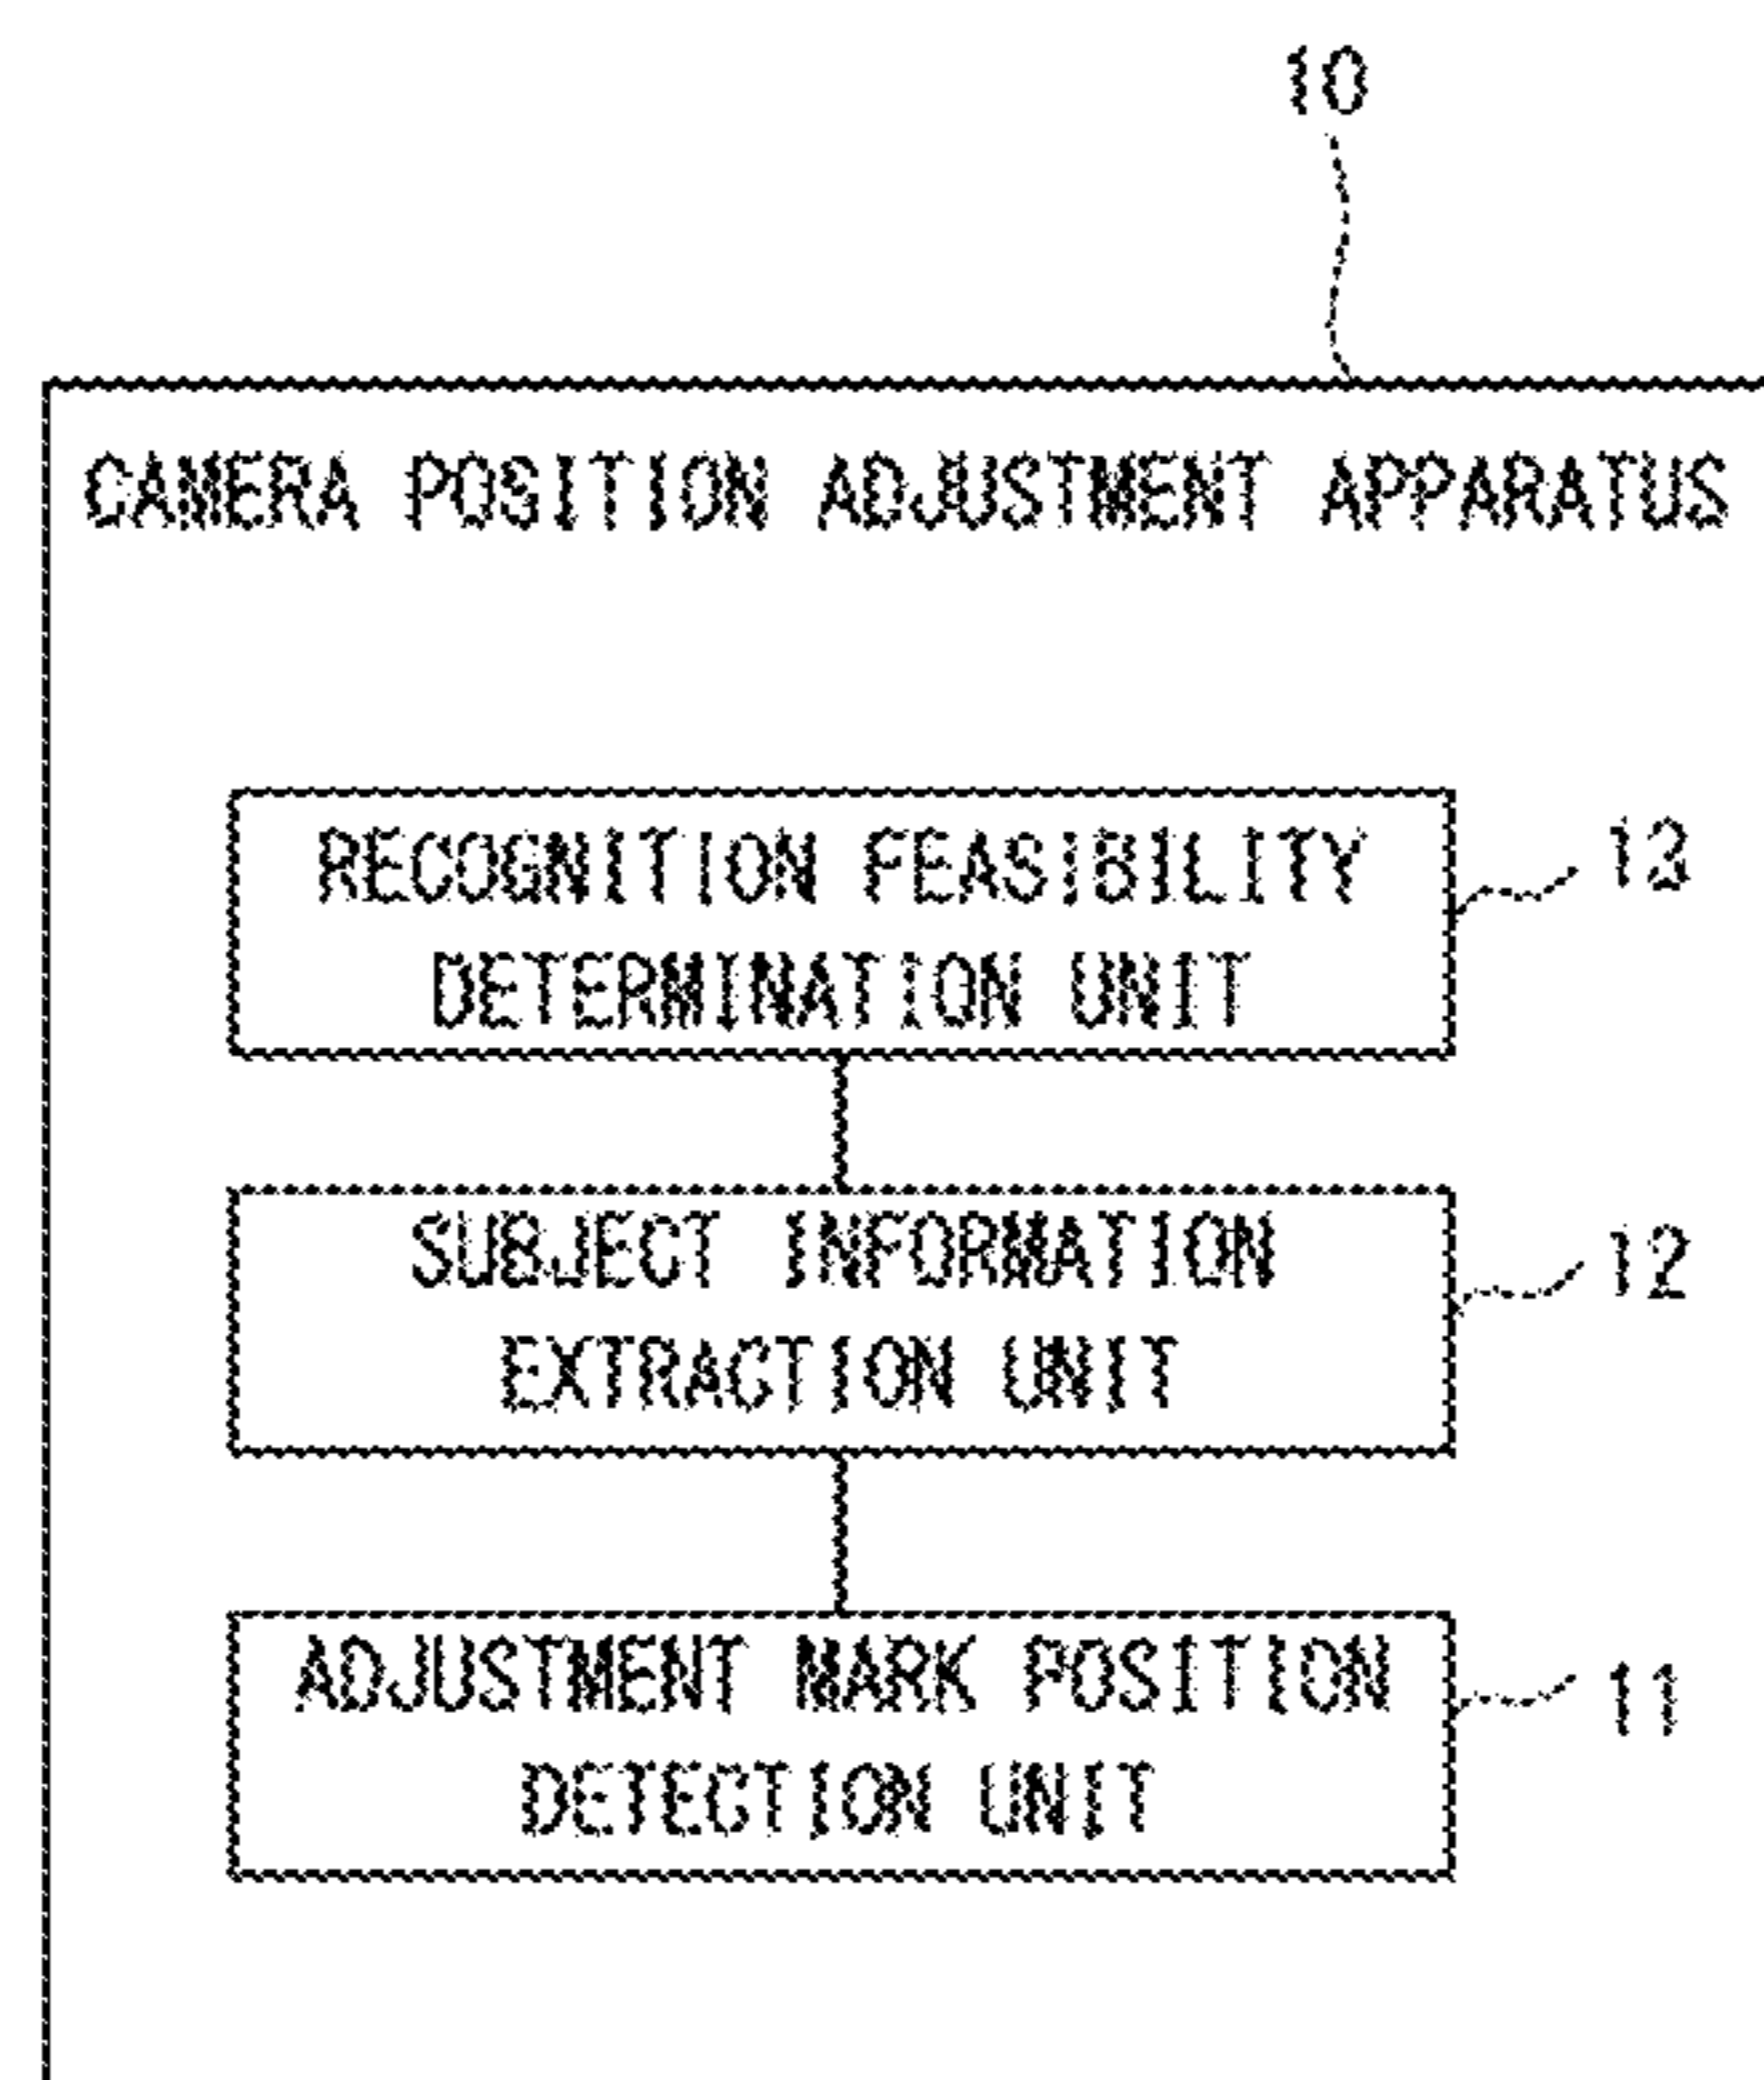 10
CAMERA POSITION ADJUSTMENT APPARATUS
RECOGNITION FEASIBILITY
DETERMINATION UNIT
13
SUBJECT INFORMATION
EXTRACTION UNIT
12
ADJUSTMENT MARK POSITION
DETECTION UNIT
11